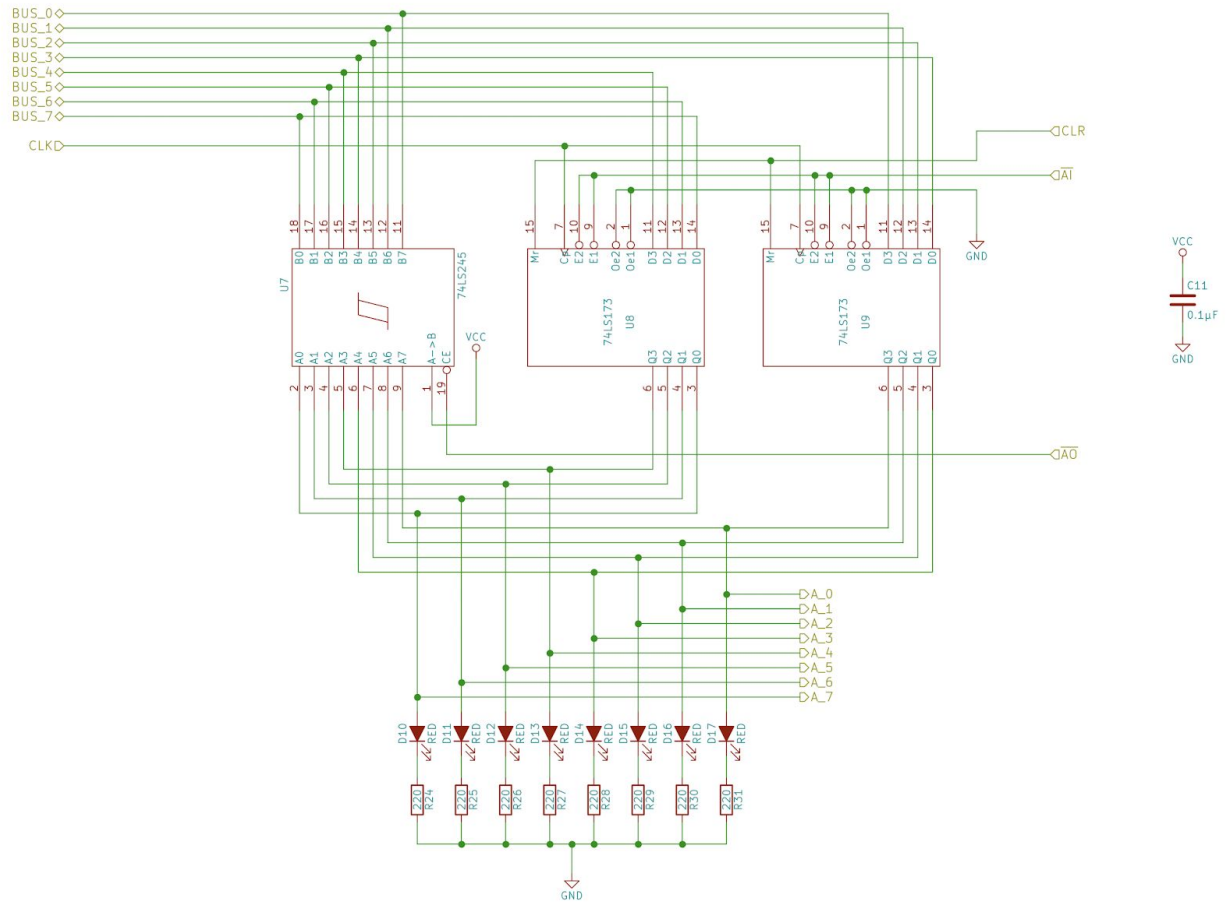 BUS_0
BUS_1
BUS_2
BUS_3
BUS_4
BUS_5
BUS_6
BUS_7
CLK
CLR
AI
GND
18 17 16 15 14 13 12 11
15 7 10 9 2 1 11 12 13 14
15 7 10 9 2 1 11 12 13 14
B0 B1 B2 B3 B4 B5 B6 B7
Mr Cp E2 E1 Oe2 Oe1 D3 D2 D1 D0
Mr Cp E2 E1 Oe2 Oe1 D3 D2 D1 D0
U7
74LS245
74LS173
U8
74LS173
U9
VCC
C11
0.1µF
GND
VCC
A0 A1 A2 A3 A4 A5 A6 A7 A->B CE
Q3 Q2 Q1 Q0
Q3 Q2 Q1 Q0
2 3 4 5 6 7 8 9 1 19
6 5 4 3
6 5 4 3
AO
A_0
A_1
A_2
A_3
A_4
A_5
A_6
A_7
D10 RED
D11 RED
D12 RED
D13 RED
D14 RED
D15 RED
D16 RED
D17 RED
220 R24
220 R25
220 R26
220 R27
220 R28
220 R29
220 R30
220 R31
GND